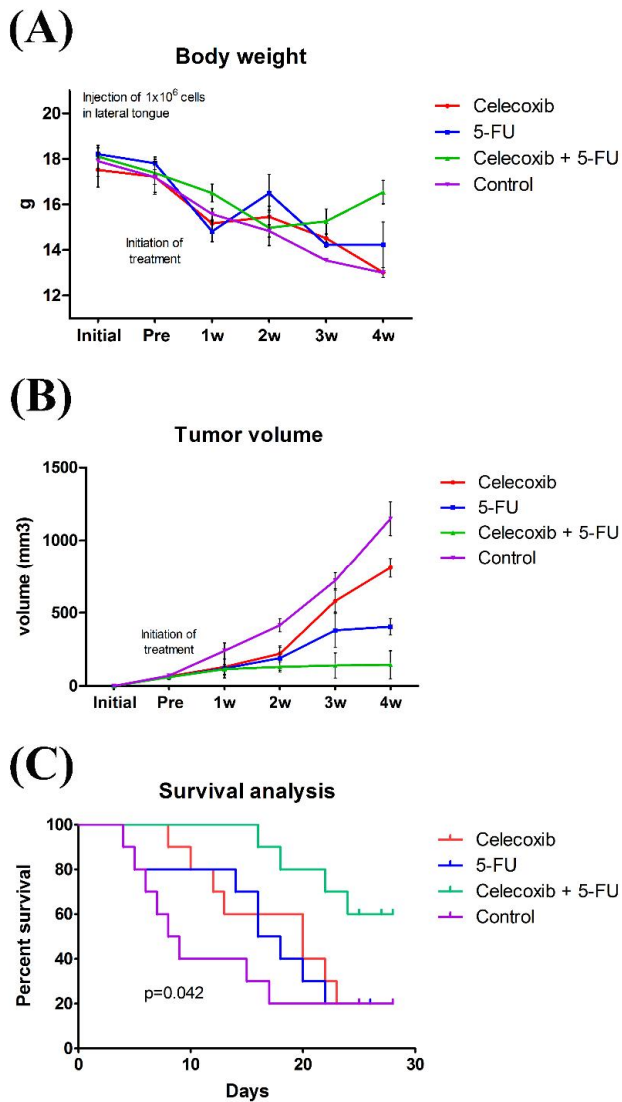 (A)
Body weight
Injection of 1x10⁶ cells
in lateral tongue
Celecoxib
5-FU
Celecoxib + 5-FU
Control
20
18
16
14
12
g
Initiation of
treatment
Initial Pre 1w 2w 3w 4w
(B)
Tumor volume
1500
1000
500
0
volume (mm3)
Celecoxib
5-FU
Celecoxib + 5-FU
Control
Initiation of
treatment
Initial Pre 1w 2w 3w 4w
(C)
Survival analysis
100
80
60
40
20
0
Percent survival
Celecoxib
5-FU
Celecoxib + 5-FU
Control
p=0.042
0 10 20 30
Days